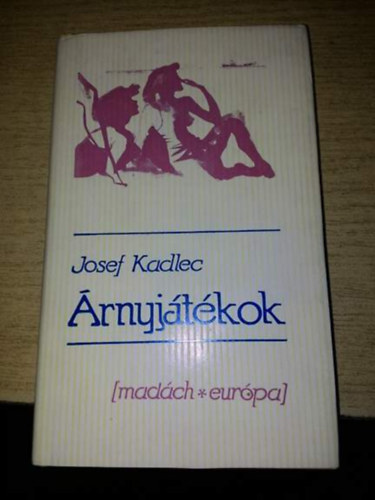 Josef Kadlec
Árnyjátékok
[madách * európa]